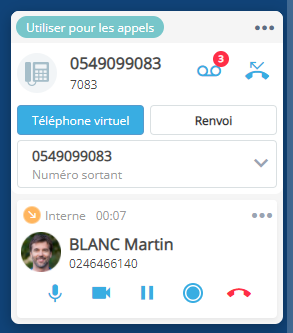 Utiliser pour les appels
0549099083
3
7083
Téléphone virtuel
Renvoi
0549099083
Numéro sortant
Interne 00:07
BLANC Martin
0246466140